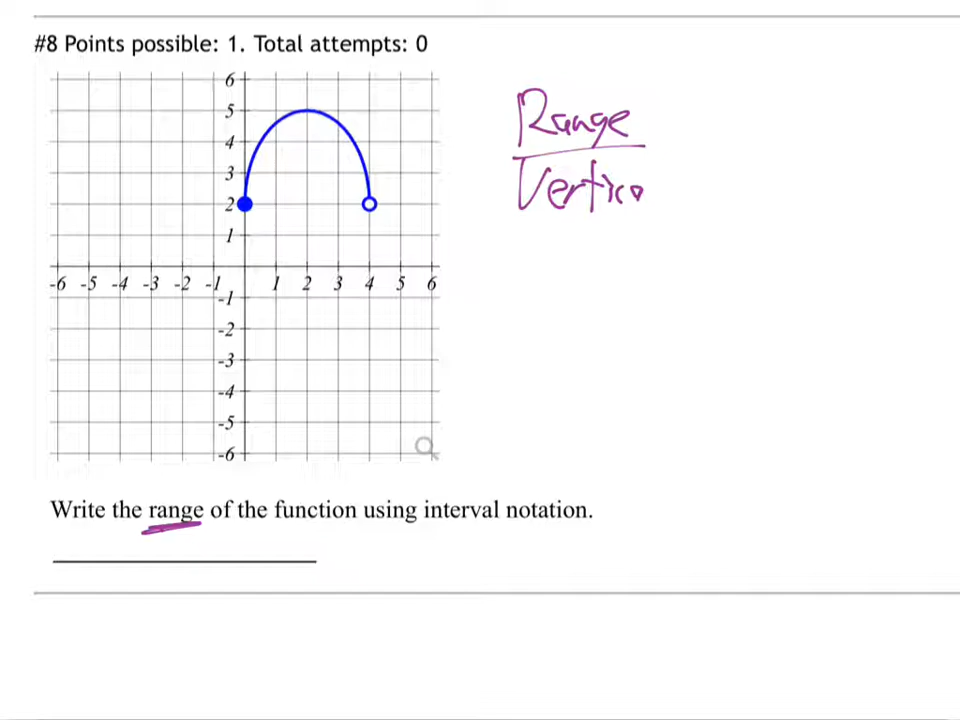 #8 Points possible: 1. Total attempts: 0
6
5
4
3
2
1
-6 -5 -4 -3 -2 -1 1 2 3 4 5 6
-1
-2
-3
-4
-5
-6
Range
Vertica
Write the range of the function using interval notation.